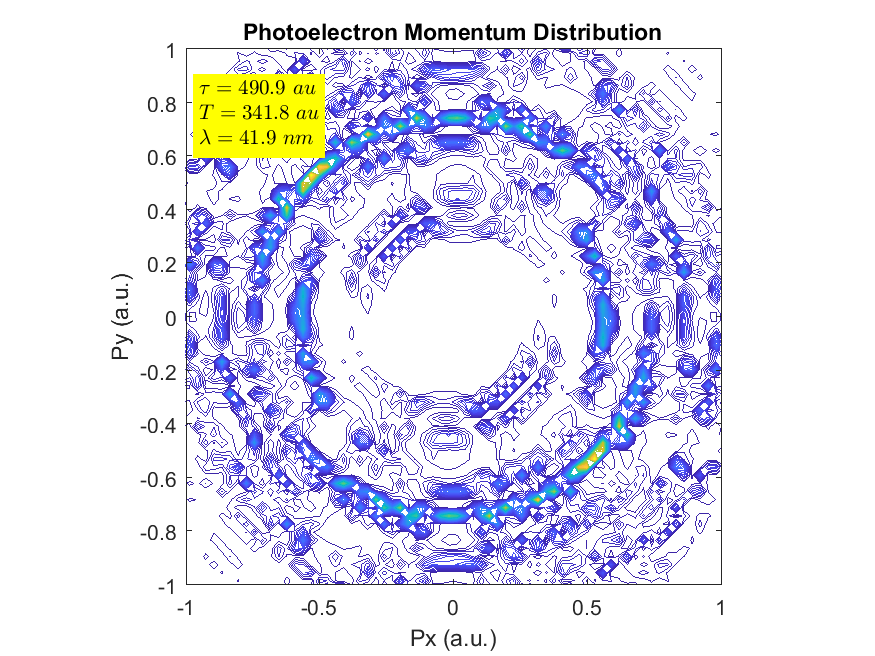 Photoelectron Momentum Distribution
τ = 490.9 au
T = 341.8 au
λ = 41.9 nm
1
0.8
0.6
0.4
0.2
0
-0.2
-0.4
-0.6
-0.8
-1
Py (a.u.)
-1
-0.5
0
0.5
1
Px (a.u.)